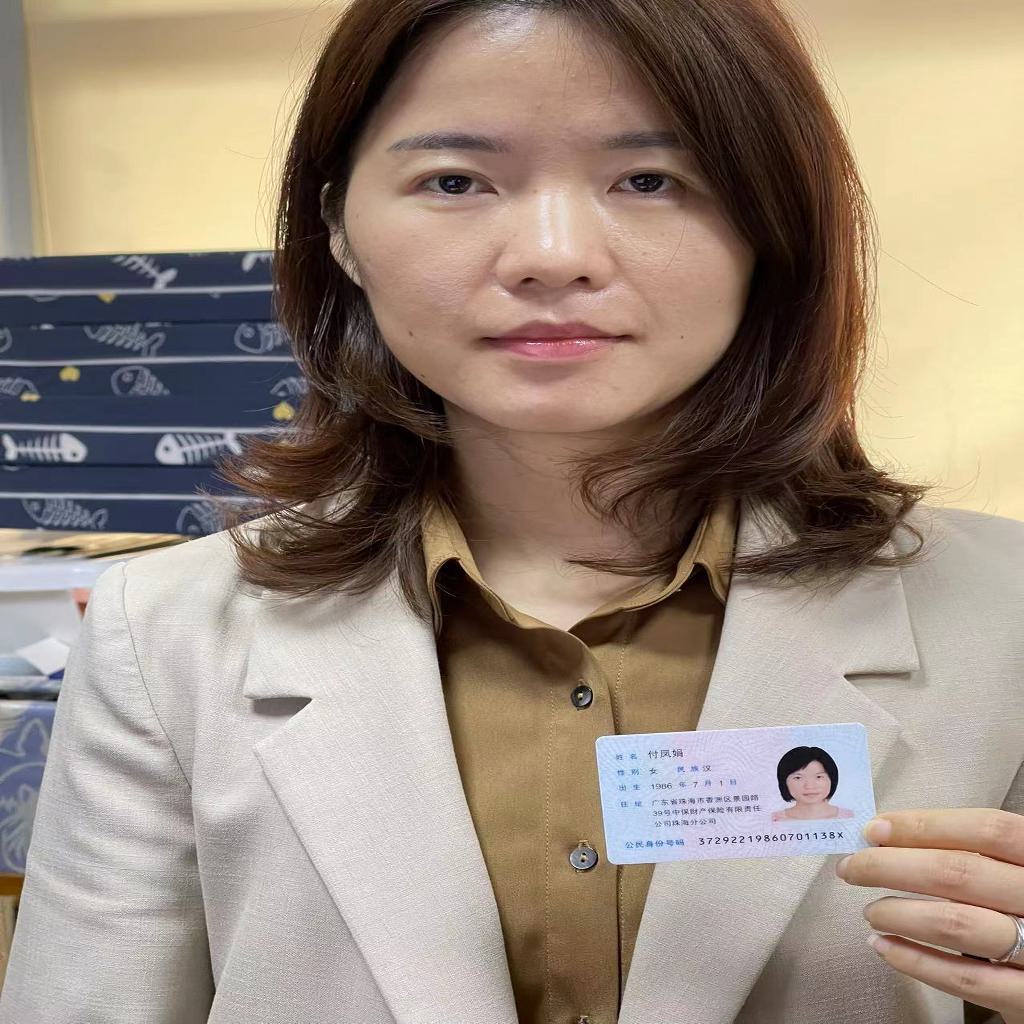 姓名 付凤娟
性别 女 民族 汉
出生 1986 年 7 月 1 日
住址 广东省珠海市香洲区景园路
39号中保财产保险有限责任
公司珠海分公司
公民身份号码 37292219860701138X